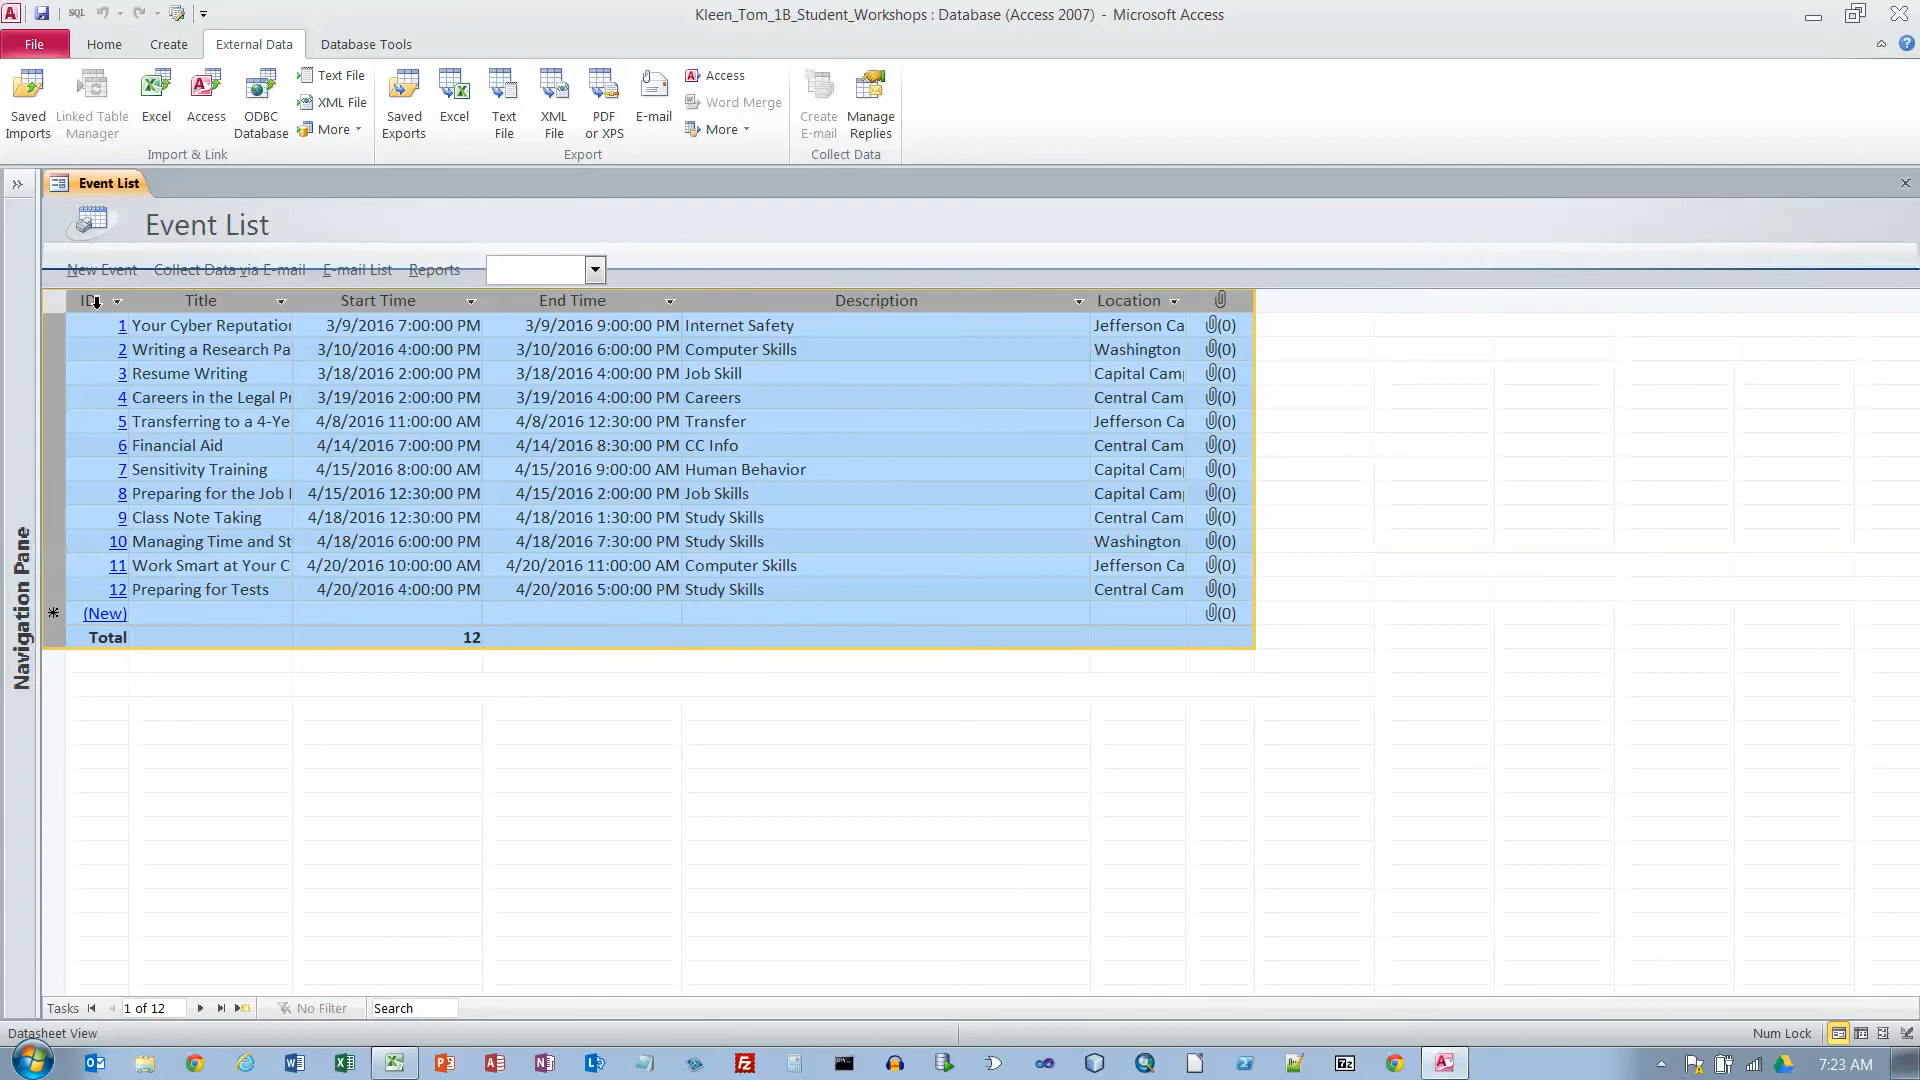 SQL
Kleen_Tom_1B_Student_Workshops : Database (Access 2007) - Microsoft Access
File Home Create External Data Database Tools
Saved Imports
Linked Table Manager
Excel
Access
ODBC Database
Text File
XML File
More
Import & Link
Saved Exports
Excel
Text File
XML File
PDF or XPS
E-mail
Access
Word Merge
More
Export
Create E-mail
Manage Replies
Collect Data
Event List
Event List
New Event Collect Data via E-mail E-mail List Reports
Title Start Time End Time Description Location
1 Your Cyber Reputation 3/9/2016 7:00:00 PM 3/9/2016 9:00:00 PM Internet Safety Jefferson Ca (0)
2 Writing a Research Pa 3/10/2016 4:00:00 PM 3/10/2016 6:00:00 PM Computer Skills Washington (0)
3 Resume Writing 3/18/2016 2:00:00 PM 3/18/2016 4:00:00 PM Job Skill Capital Cam (0)
4 Careers in the Legal P 3/19/2016 2:00:00 PM 3/19/2016 4:00:00 PM Careers Central Cam (0)
5 Transferring to a 4-Ye 4/8/2016 11:00:00 AM 4/8/2016 12:30:00 PM Transfer Jefferson Ca (0)
6 Financial Aid 4/14/2016 7:00:00 PM 4/14/2016 8:30:00 PM CC Info Central Cam (0)
7 Sensitivity Training 4/15/2016 8:00:00 AM 4/15/2016 9:00:00 AM Human Behavior Capital Cam (0)
8 Preparing for the Job 4/15/2016 12:30:00 PM 4/15/2016 2:00:00 PM Job Skills Capital Cam (0)
9 Class Note Taking 4/18/2016 12:30:00 PM 4/18/2016 1:30:00 PM Study Skills Central Cam (0)
10 Managing Time and St 4/18/2016 6:00:00 PM 4/18/2016 7:30:00 PM Study Skills Washington (0)
11 Work Smart at Your C 4/20/2016 10:00:00 AM 4/20/2016 11:00:00 AM Computer Skills Jefferson Ca (0)
12 Preparing for Tests 4/20/2016 4:00:00 PM 4/20/2016 5:00:00 PM Study Skills Central Cam (0)
(New) (0)
Total 12
Navigation Pane
Tasks 1 of 12 No Filter Search
Datasheet View Num Lock
7:23 AM